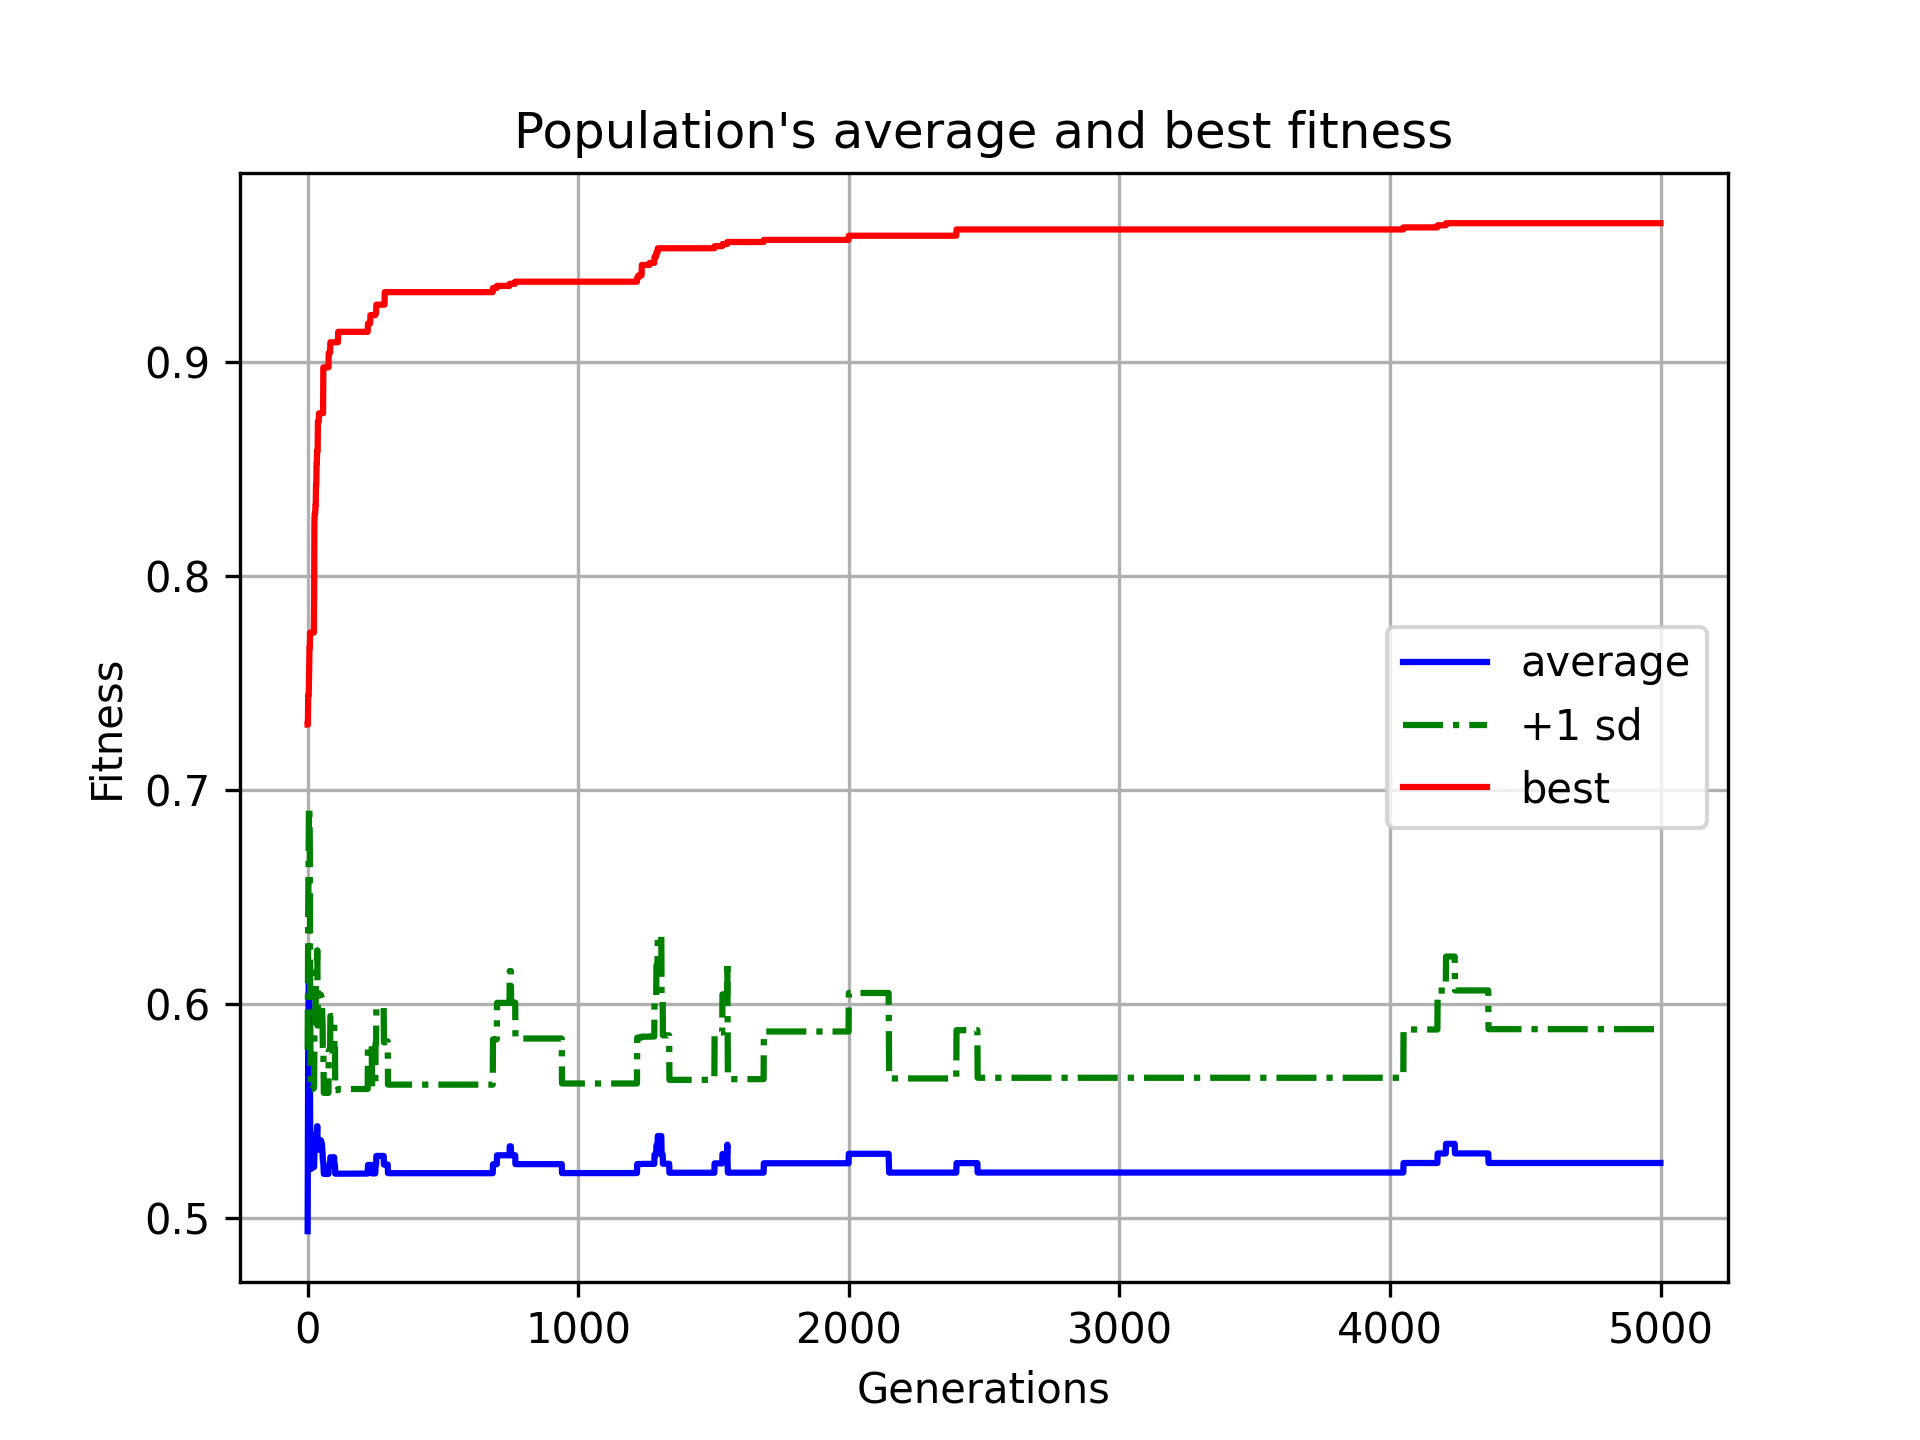 Population's average and best fitness
Fitness
0.9
0.8
0.7
0.6
0.5
average
+1 sd
best
0 1000 2000 3000 4000 5000
Generations